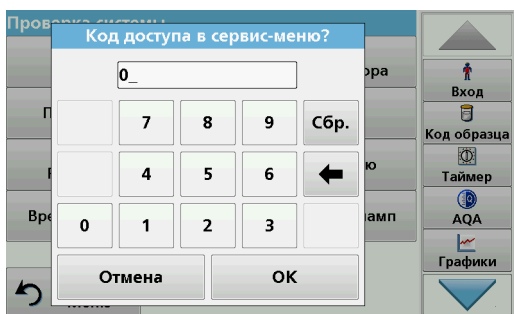 Проверка системы
Код доступа в сервис-меню?
0_
7 8 9 Сбр.
4 5 6
0 1 2 3
Отмена OK
Вход
Код образца
Таймер
AQA
Графики